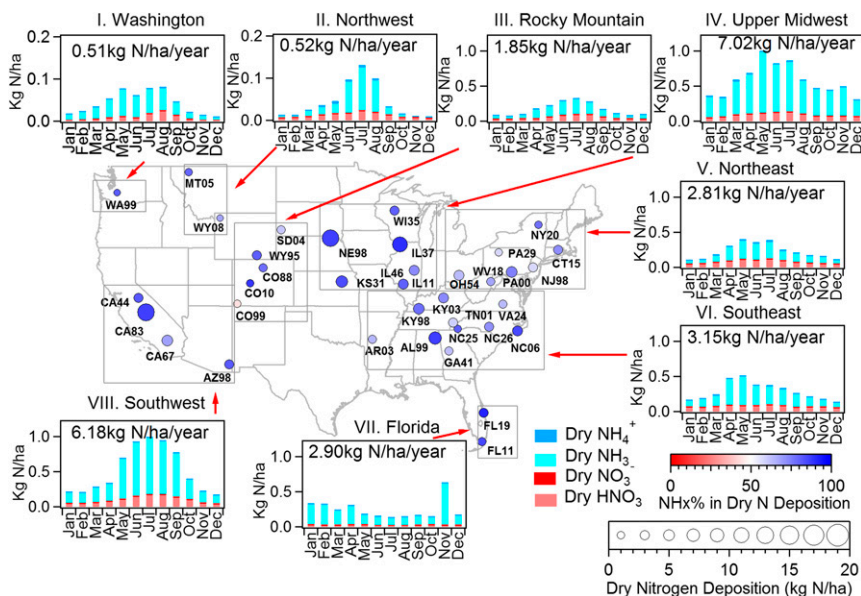 I. Washington
II. Northwest
III. Rocky Mountain
IV. Upper Midwest
0.51kg N/ha/year
0.52kg N/ha/year
1.85kg N/ha/year
7.02kg N/ha/year
Kg N/ha
0.2
0.1
0.0
0.2
0.1
0.0
1.0
0.5
0.0
1.0
0.5
0.0
Jan Feb Mar Apr May Jun Jul Aug Sep Oct Nov Dec
Jan Feb Mar Apr May Jun Jul Aug Sep Oct Nov Dec
Jan Feb Mar Apr May Jun Jul Aug Sep Oct Nov Dec
Jan Feb Mar Apr May Jun Jul Aug Sep Oct Nov Dec
WA99
MT05
WY08
SD04
WY95
CO88
CO10
CO99
NE98
KS31
WI35
IL37
IL46
IL11
OH54
WV18
PA29
PA00
NY20
CT15
NJ98
KY03
KY98
TN01
VA24
NC25
NC26
NC06
AR03
AL99
GA41
CA44
CA83
CA67
AZ98
FL19
FL11
V. Northeast
2.81kg N/ha/year
Kg N/ha
1.0
0.5
0.0
Jan Feb Mar Apr May Jun Jul Aug Sep Oct Nov Dec
VI. Southeast
3.15kg N/ha/year
Kg N/ha
1.0
0.5
0.0
Jan Feb Mar Apr May Jun Jul Aug Sep Oct Nov Dec
VIII. Southwest
6.18kg N/ha/year
Kg N/ha
1.0
0.5
0.0
Jan Feb Mar Apr May Jun Jul Aug Sep Oct Nov Dec
VII. Florida
2.90kg N/ha/year
Kg N/ha
1.0
0.5
0.0
Jan Feb Mar Apr May Jun Jul Aug Sep Oct Nov Dec
Dry NH4+
Dry NH3
Dry NO3-
Dry HNO3
0 50 100
NHx% in Dry N Deposition
0 5 10 15 20
Dry Nitrogen Deposition (kg N/ha)